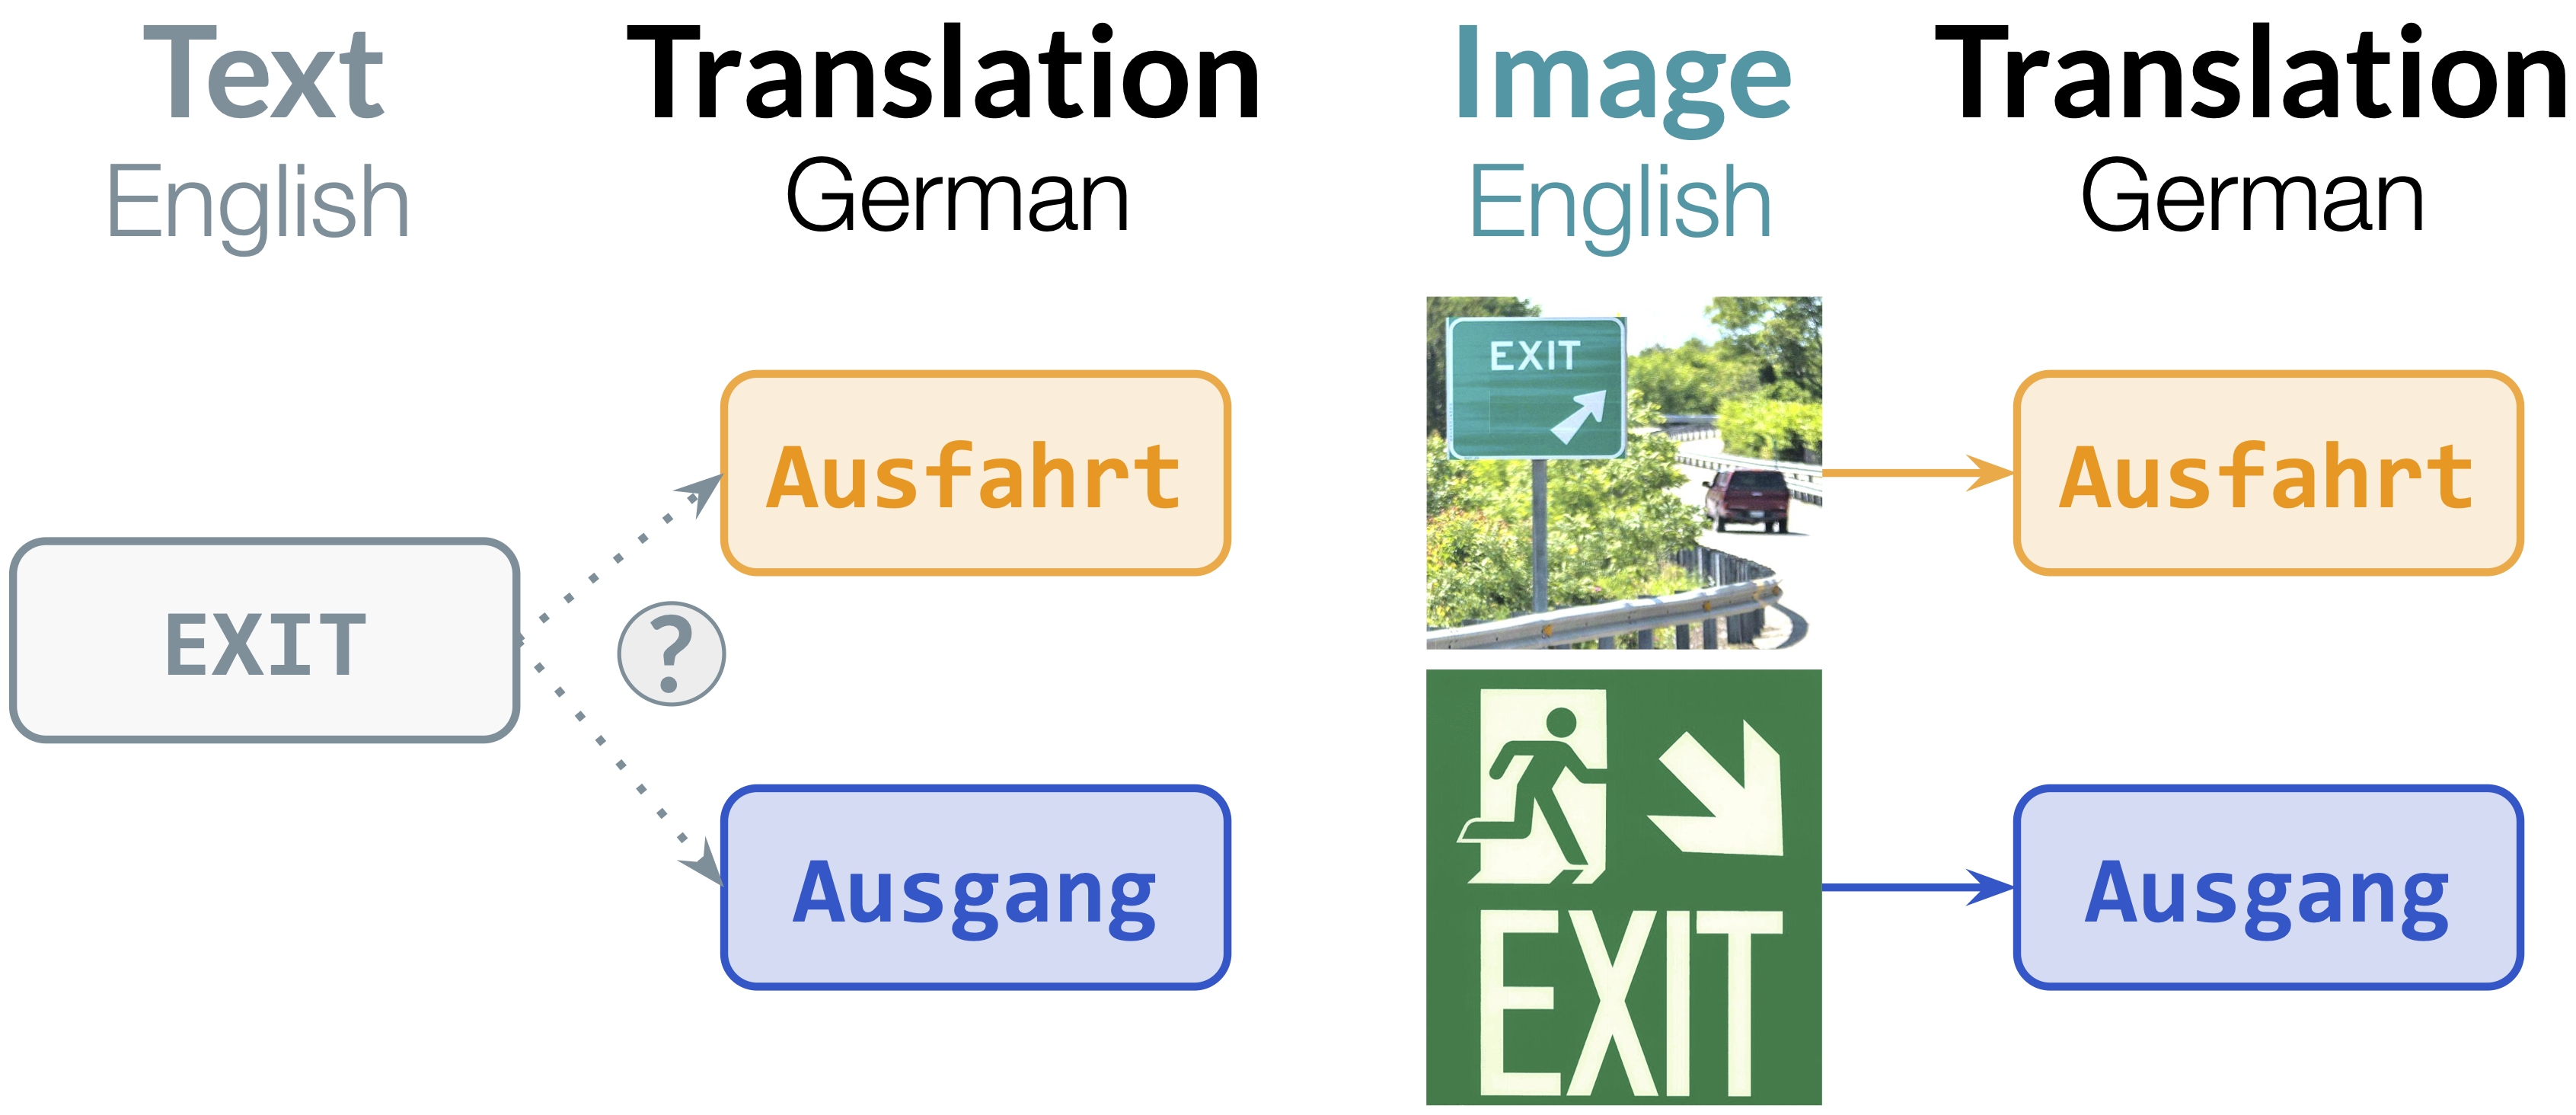 Text
English
Translation
German
Image
English
Translation
German
EXIT
?
Ausfahrt
Ausgang
EXIT
EXIT
Ausfahrt
Ausgang